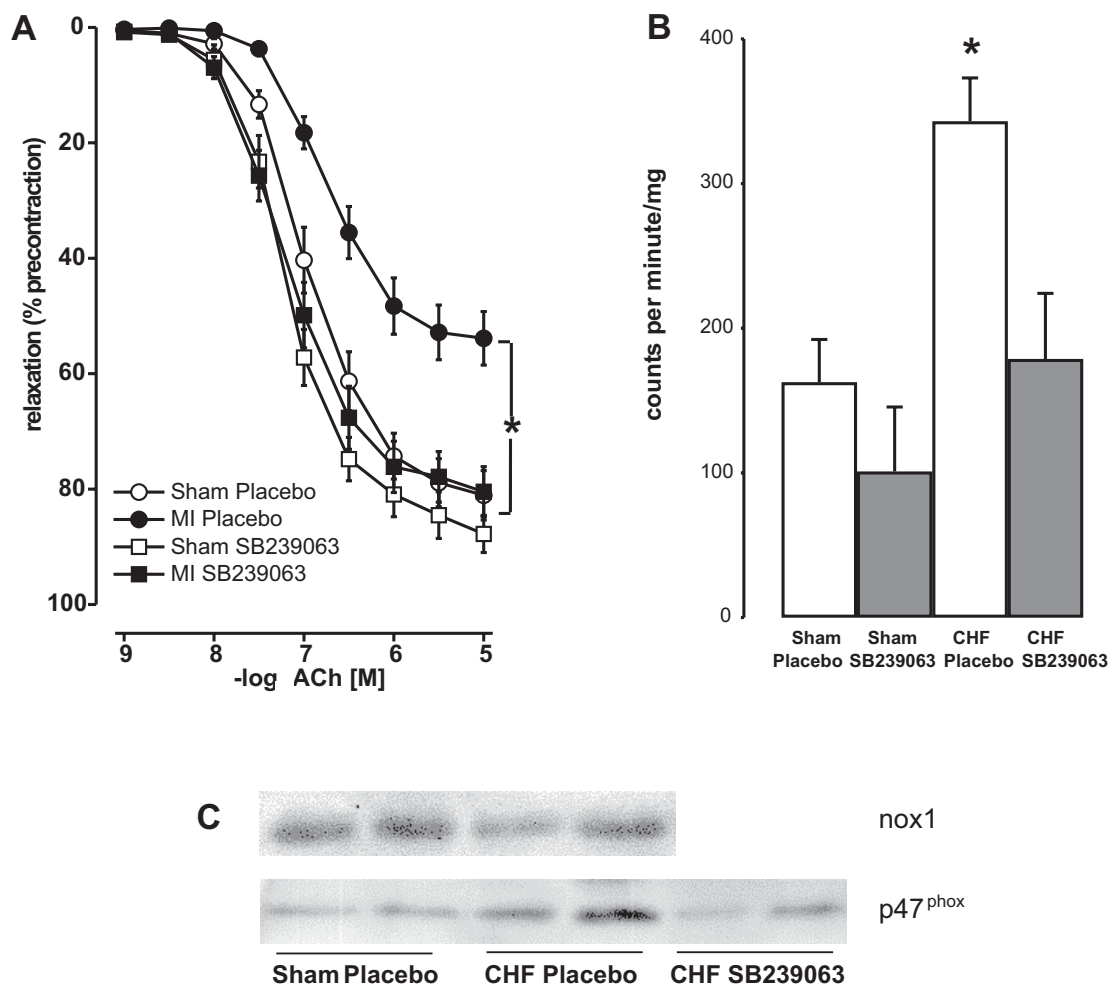 A
0
20
40
60
80
100
relaxation (% precontraction)
Sham Placebo
MI Placebo
Sham SB239063
MI SB239063
*
9 8 7 6 5
-log ACh [M]
B
400
300
200
100
0
counts per minute/mg
*
Sham Sham CHF CHF
Placebo SB239063 Placebo SB239063
C
nox1
p47phox
Sham Placebo CHF Placebo CHF SB239063